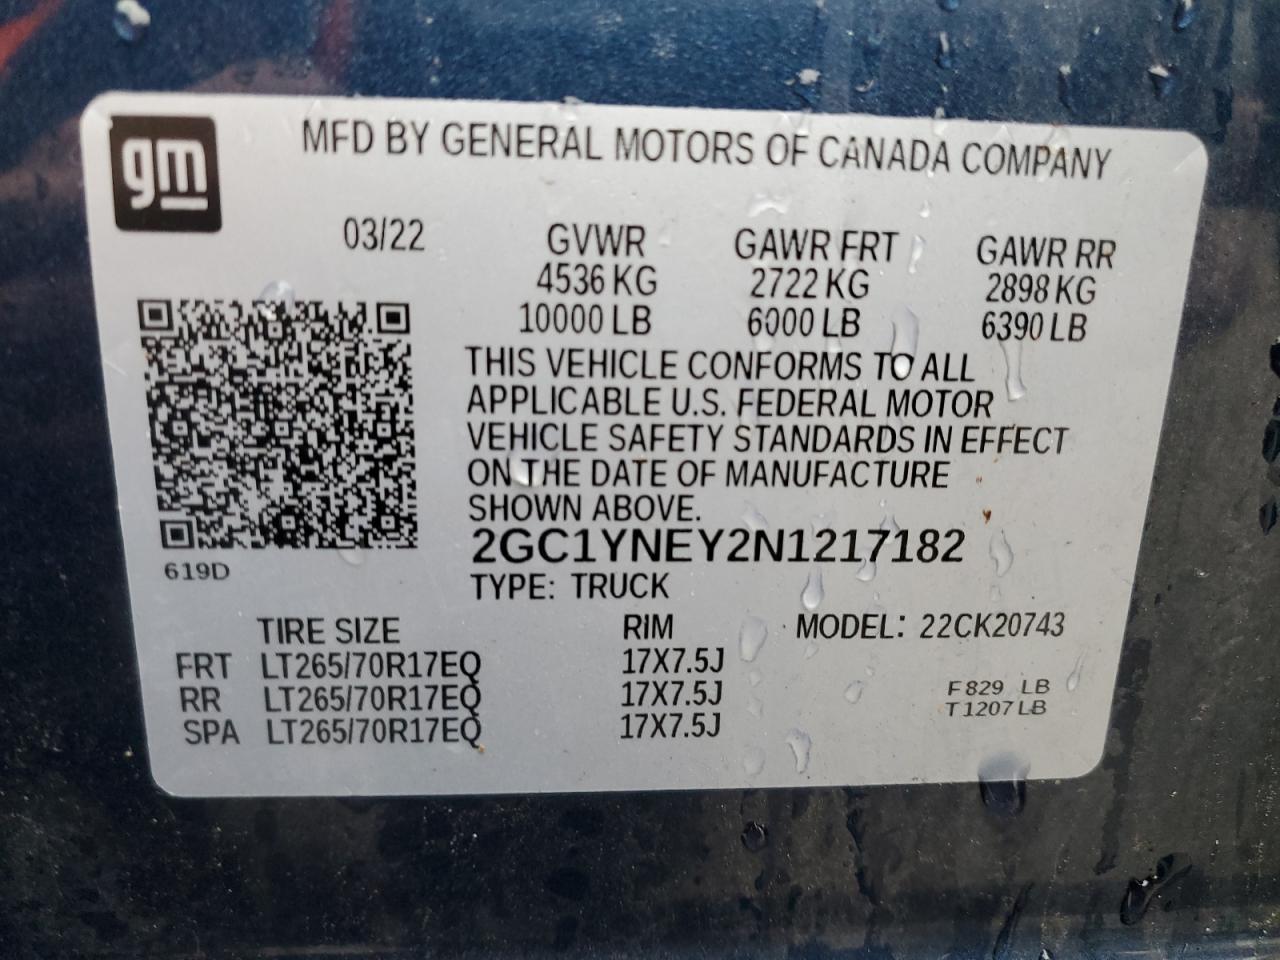 gm
MFD BY GENERAL MOTORS OF CANADA COMPANY
03/22 GVWR GAWR FRT GAWR RR
4536 KG 2722 KG 2898 KG
10000 LB 6000 LB 6390 LB
THIS VEHICLE CONFORMS TO ALL
APPLICABLE U.S. FEDERAL MOTOR
VEHICLE SAFETY STANDARDS IN EFFECT
ON THE DATE OF MANUFACTURE
SHOWN ABOVE.
2GC1YNEY2N1217182
619D
TYPE: TRUCK
TIRE SIZE RIM MODEL: 22CK20743
FRT LT265/70R17EQ 17X7.5J
RR LT265/70R17EQ 17X7.5J F829 LB
SPA LT265/70R17EQ 17X7.5J T1207 LB